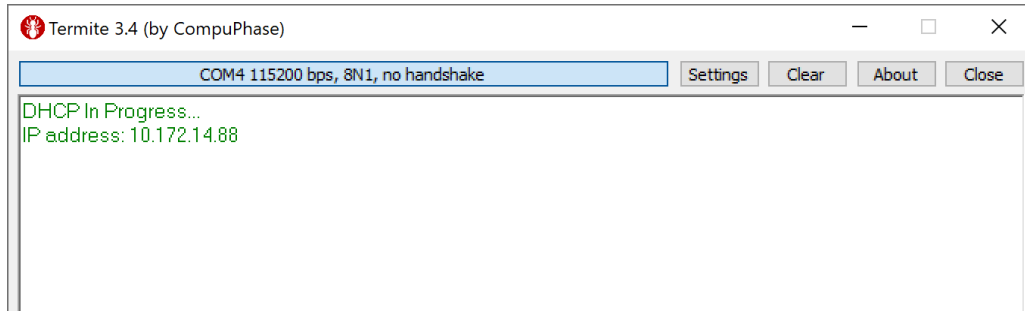 Termite 3.4 (by CompuPhase)
COM4 115200 bps, 8N1, no handshake Settings Clear About Close
DHCP In Progress...
IP address: 10.172.14.88